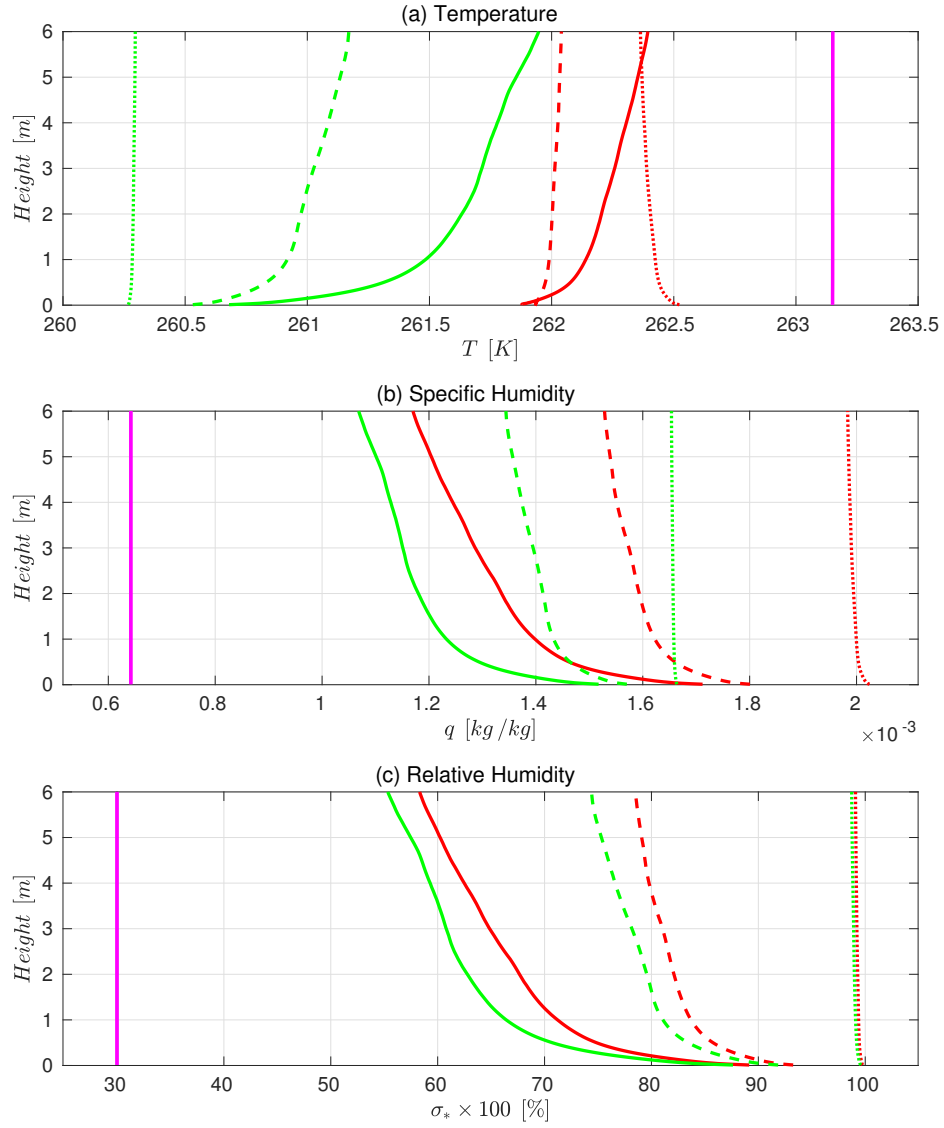 (a) Temperature
6
5
4
3
2
1
0
Height [m]
260 260.5 261 261.5 262 262.5 263 263.5
T [K]
(b) Specific Humidity
6
5
4
3
2
1
0
Height [m]
0.6 0.8 1 1.2 1.4 1.6 1.8 2
×10⁻³
q [kg/kg]
(c) Relative Humidity
6
5
4
3
2
1
0
Height [m]
30 40 50 60 70 80 90 100
σ* × 100 [%]